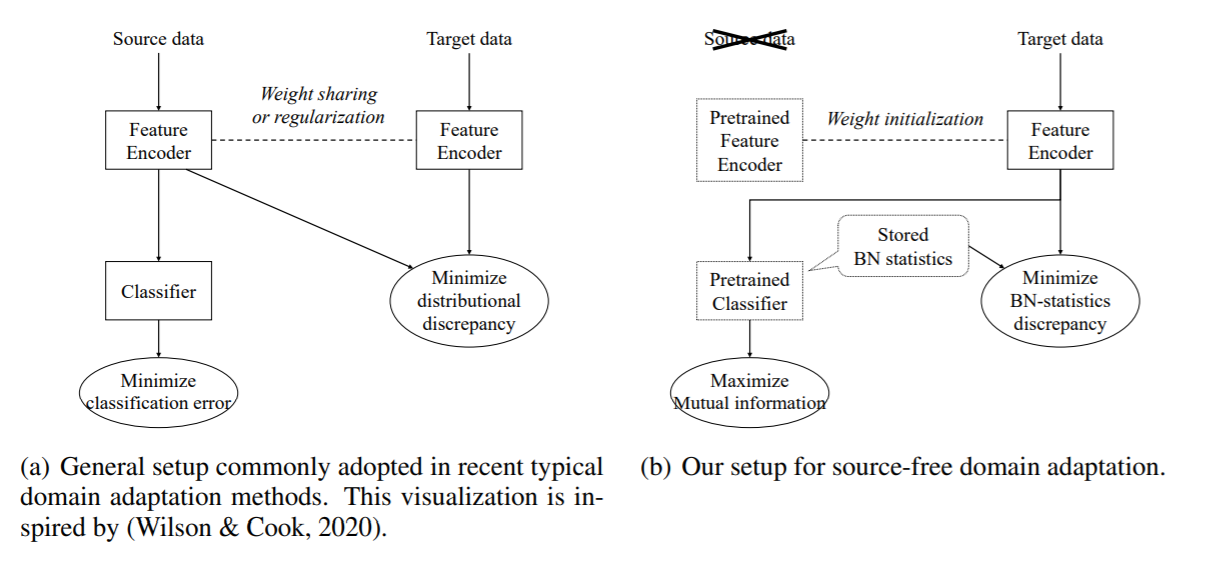 Source data
Target data
Weight sharing
or regularization
Feature
Encoder
Feature
Encoder
Classifier
Minimize
distributional
discrepancy
Minimize
classification error
(a) General setup commonly adopted in recent typical
domain adaptation methods. This visualization is in-
spired by (Wilson & Cook, 2020).
Source data
Target data
Pretrained
Feature
Encoder
Weight initialization
Feature
Encoder
Stored
BN statistics
Pretrained
Classifier
Minimize
BN-statistics
discrepancy
Maximize
Mutual information
(b) Our setup for source-free domain adaptation.